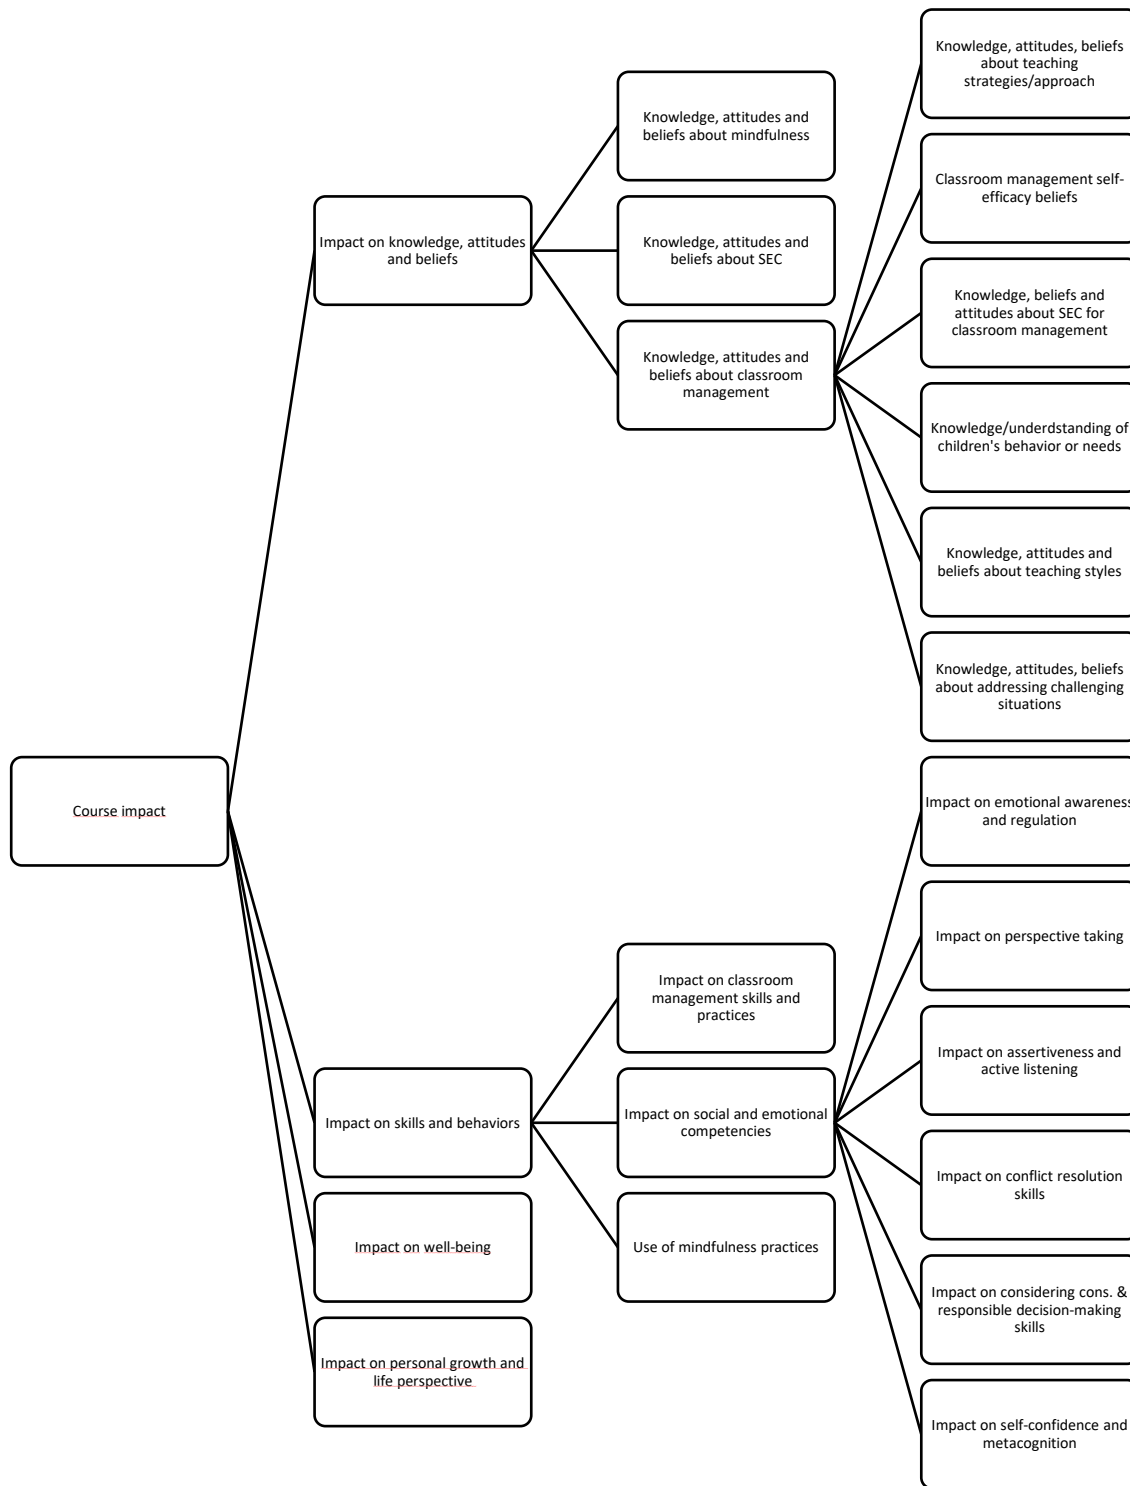 Course impact
Impact on knowledge, attitudes
and beliefs
Knowledge, attitudes and
beliefs about mindfulness
Knowledge, attitudes and
beliefs about SEC
Knowledge, attitudes and
beliefs about classroom
management
Knowledge, attitudes, beliefs
about teaching
strategies/approach
Classroom management self-
efficacy beliefs
Knowledge, beliefs and
attitudes about SEC for
classroom management
Knowledge/underdstanding of
children's behavior or needs
Knowledge, attitudes and
beliefs about teaching styles
Knowledge, attitudes, beliefs
about addressing challenging
situations
Impact on skills and behaviors
Impact on classroom
management skills and
practices
Impact on social and emotional
competencies
Impact on emotional awareness
and regulation
Impact on perspective taking
Impact on assertiveness and
active listening
Impact on conflict resolution
skills
Impact on considering cons. &
responsible decision-making
skills
Impact on self-confidence and
metacognition
Use of mindfulness practices
Impact on well-being
Impact on personal growth and
life perspective